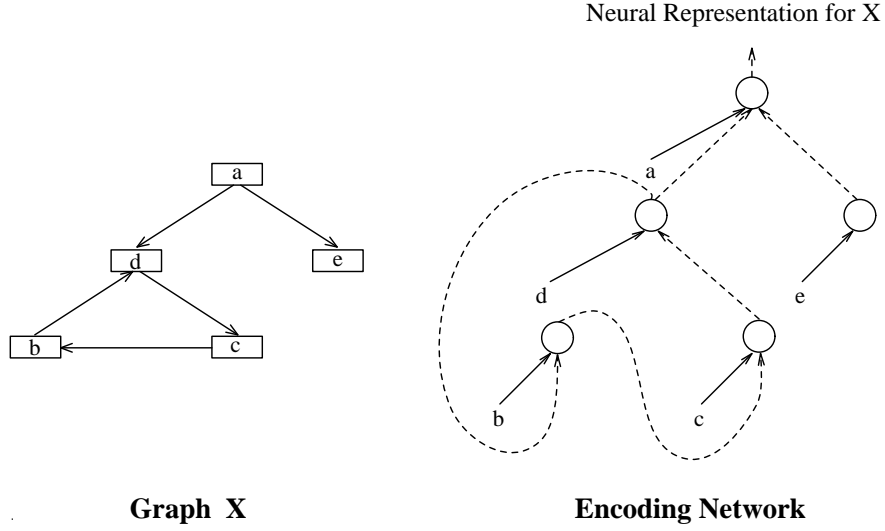 Neural Representation for X
a
d
e
b
c
a
d
e
b
c
Graph X
Encoding Network